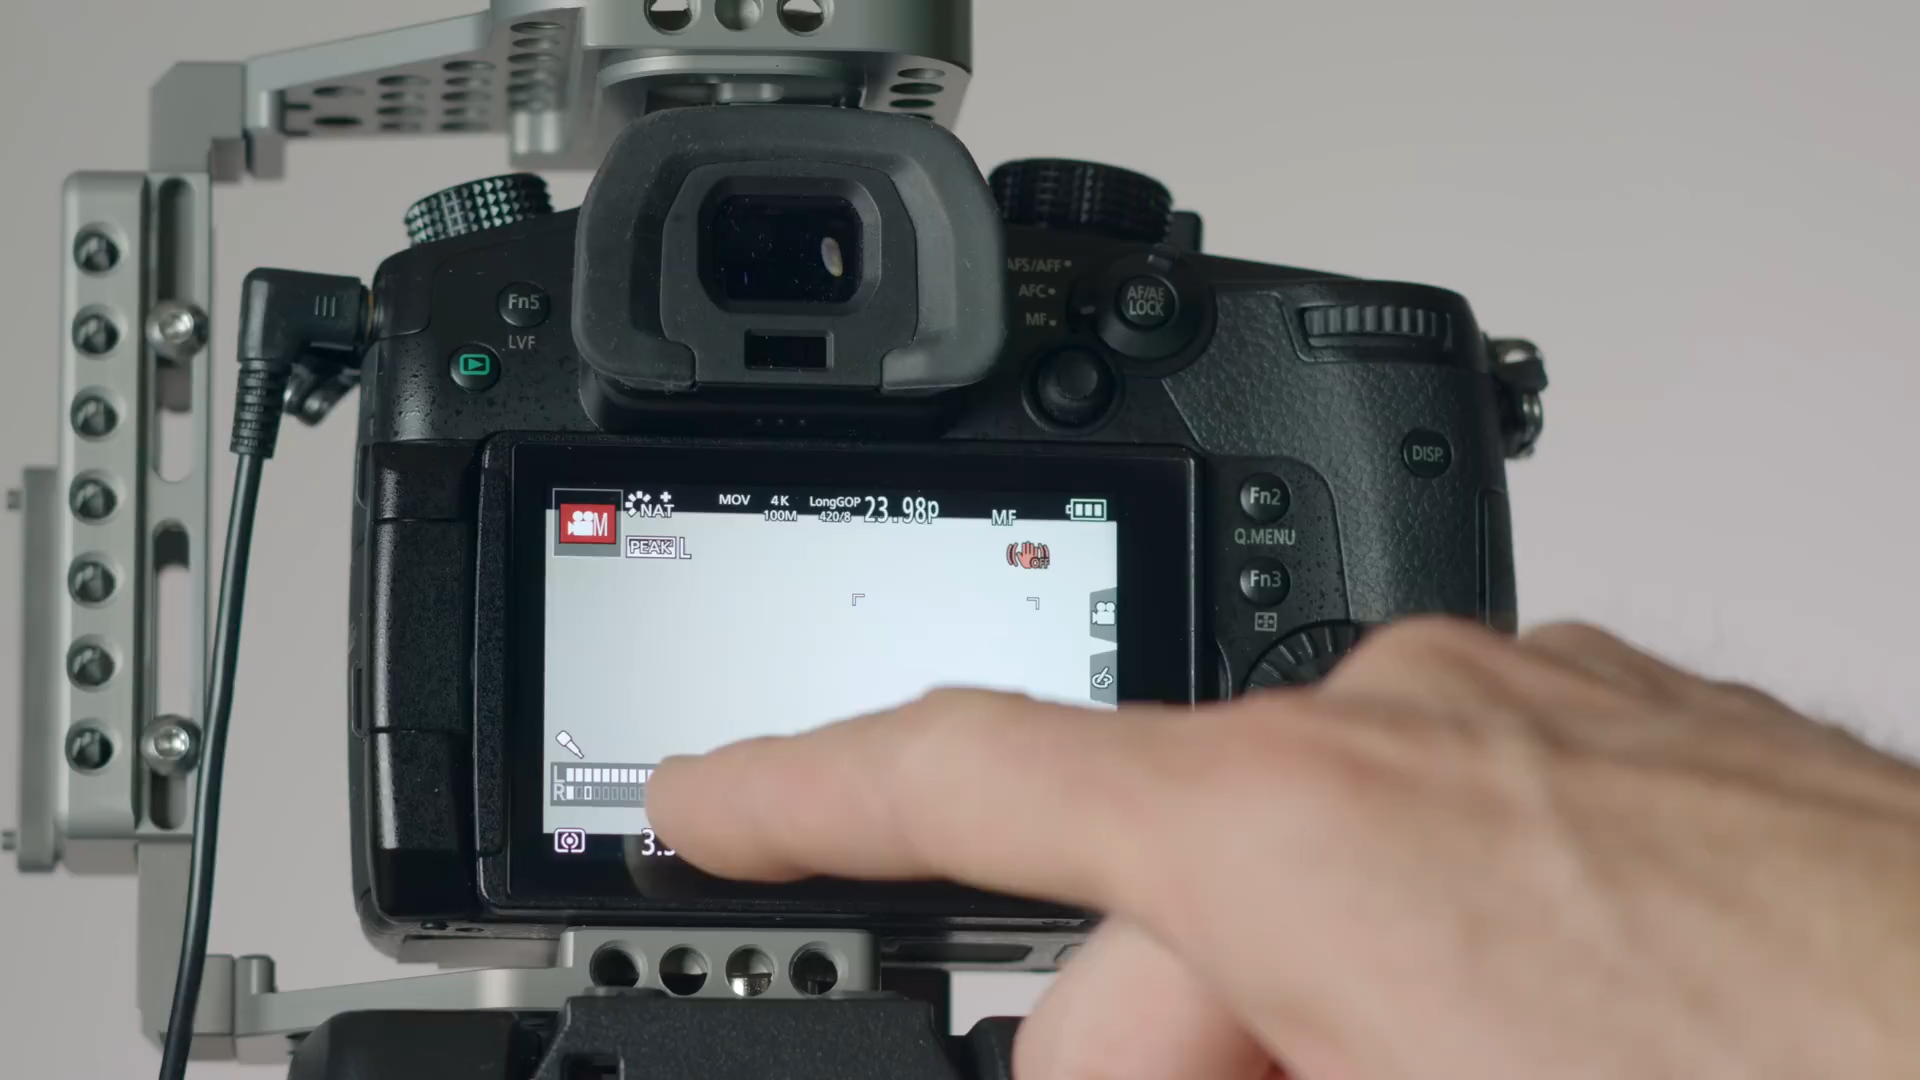 AFS/AFF
AFC
MF
AF/AE
LOCK
Fn5
LVF
DISP.
Fn2
Q.MENU
Fn3
M
NAT
MOV
4K
100M
LongGOP
420/8
23.98p
MF
PEAK L
OFF
L
R